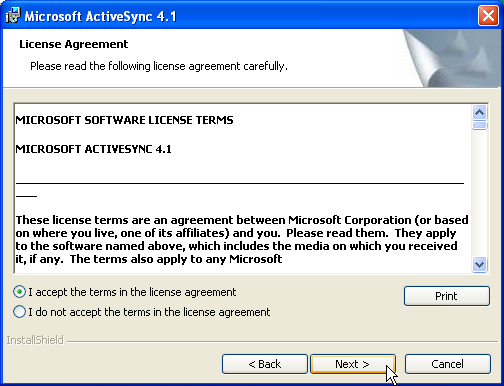 Microsoft ActiveSync 4.1
License Agreement
Please read the following license agreement carefully.
MICROSOFT SOFTWARE LICENSE TERMS
MICROSOFT ACTIVESYNC 4.1
These license terms are an agreement between Microsoft Corporation (or based
on where you live, one of its affiliates) and you.  Please read them.  They apply
to the software named above, which includes the media on which you received
it, if any.  The terms also apply to any Microsoft
I accept the terms in the license agreement
I do not accept the terms in the license agreement
Print
InstallShield
< Back
Next >
Cancel